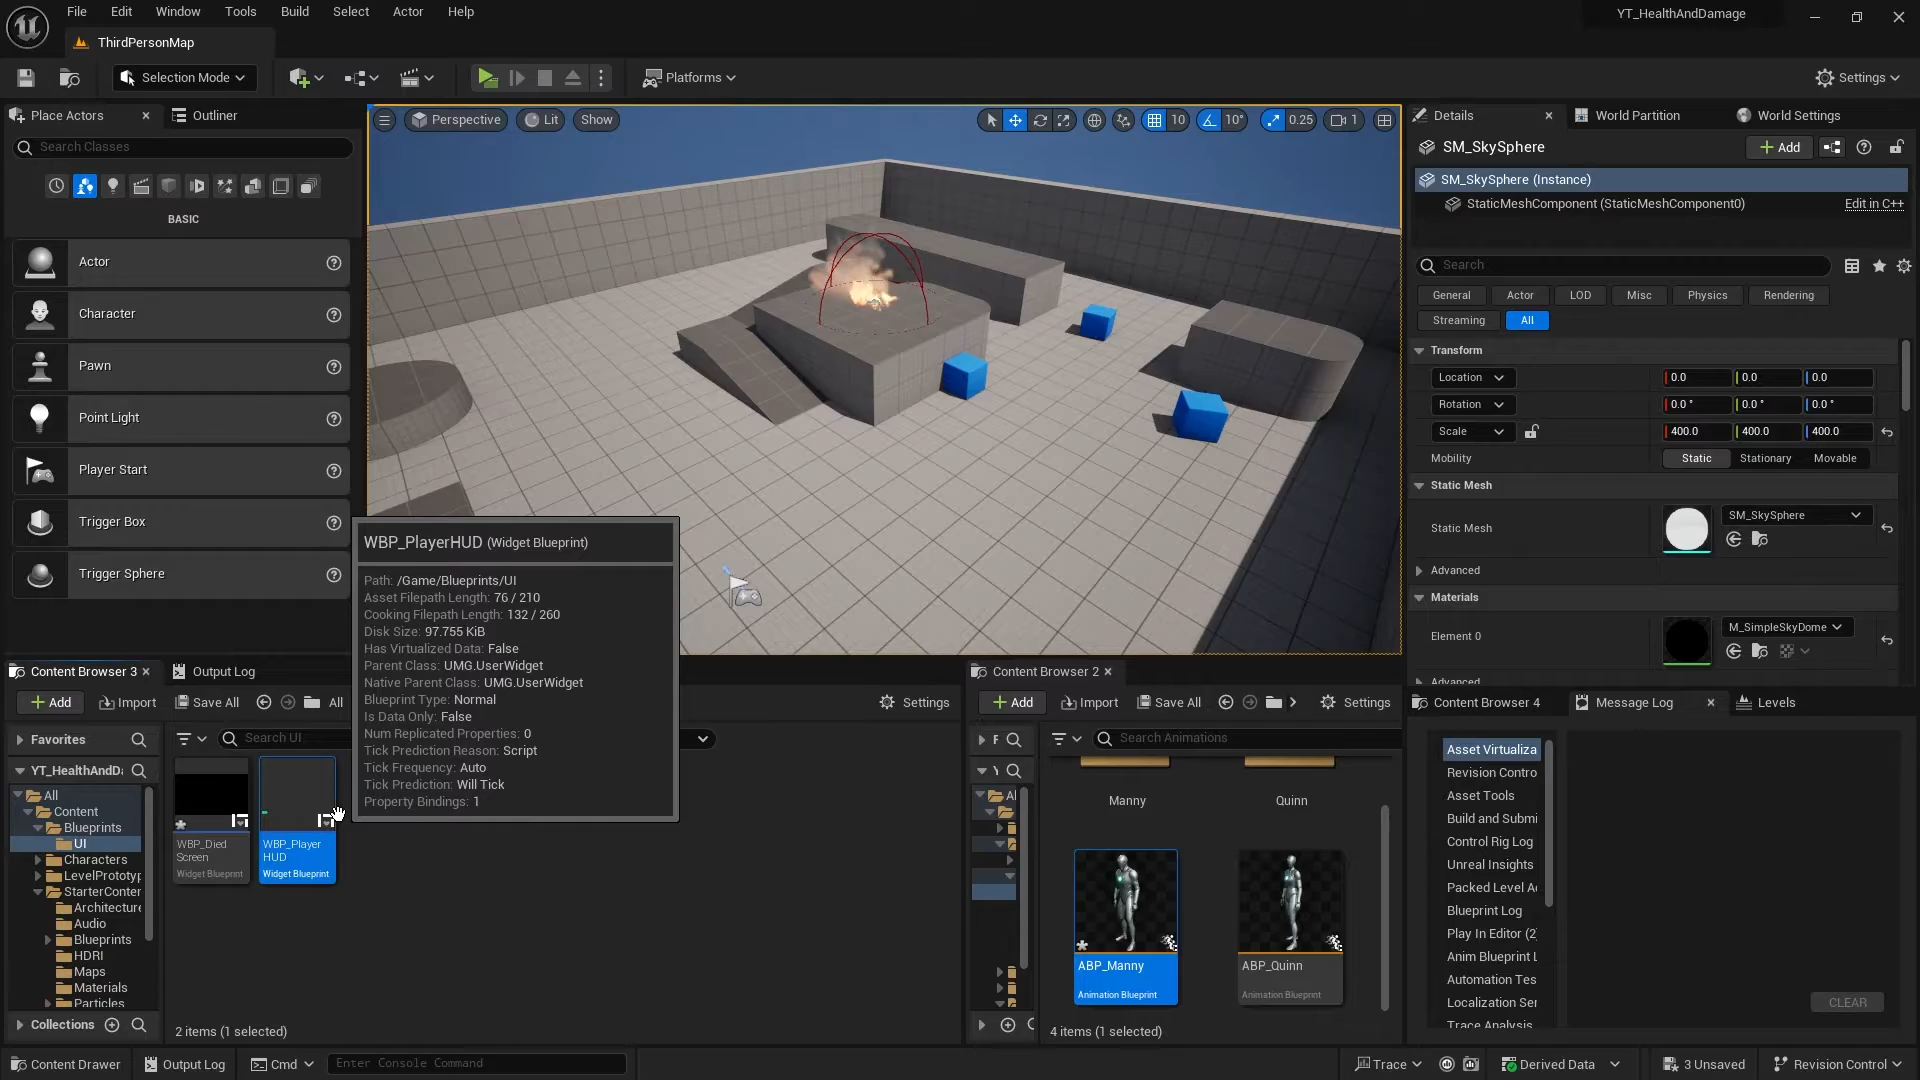 File Edit Window Tools Build Select Actor Help
YT_HealthAndDamage
ThirdPersonMap
Selection Mode
Platforms
Settings
Place Actors
Outliner
Search Classes
BASIC
Actor
Character
Pawn
Point Light
Player Start
Trigger Box
Trigger Sphere
Perspective
Lit
Show
10
10°
0.25
1
WBP_PlayerHUD (Widget Blueprint)
Path: /Game/Blueprints/UI
Asset Filepath Length: 76 / 210
Cooking Filepath Length: 132 / 260
Disk Size: 97.755 KiB
Has Virtualized Data: False
Parent Class: UMG.UserWidget
Native Parent Class: UMG.UserWidget
Blueprint Type: Normal
Is Data Only: False
Num Replicated Properties: 0
Tick Prediction Reason: Script
Tick Frequency: Auto
Tick Prediction: Will Tick
Property Bindings: 1
Details
World Partition
World Settings
SM_SkySphere
Add
SM_SkySphere (Instance)
StaticMeshComponent (StaticMeshComponent0)
Edit in C++
Search
General
Actor
LOD
Misc
Physics
Rendering
Streaming
All
Transform
Location
0.0 0.0 0.0
Rotation
0.0 ° 0.0 ° 0.0 °
Scale
400.0 400.0 400.0
Mobility
Static
Stationary
Movable
Static Mesh
Static Mesh
SM_SkySphere
Advanced
Materials
Element 0
M_SimpleSkyDome
Advanced
Content Browser 3
Output Log
Add
Import
Save All
All
Settings
Favorites
Search UI
YT_HealthAndDa
All
Content
Blueprints
UI
Characters
LevelPrototyp
StarterConter
Architecture
Audio
Blueprints
HDRI
Maps
Materials
Particles
Collections
WBP_Died
Screen
Widget Blueprint
WBP_Player
HUD
Widget Blueprint
2 items (1 selected)
Content Browser 2
Add
Import
Save All
Settings
Search Animations
F
Al
Manny
Quinn
ABP_Manny
Animation Blueprint
ABP_Quinn
Animation Blueprint
4 items (1 selected)
Content Browser 4
Message Log
Levels
Asset Virtualiza
Revision Contro
Asset Tools
Build and Submi
Control Rig Log
Unreal Insights
Packed Level A
Blueprint Log
Play In Editor (2)
Anim Blueprint L
Automation Tes
Localization Ser
Trace Analysis
CLEAR
Content Drawer
Output Log
Cmd
Enter Console Command
Trace
Derived Data
3 Unsaved
Revision Control